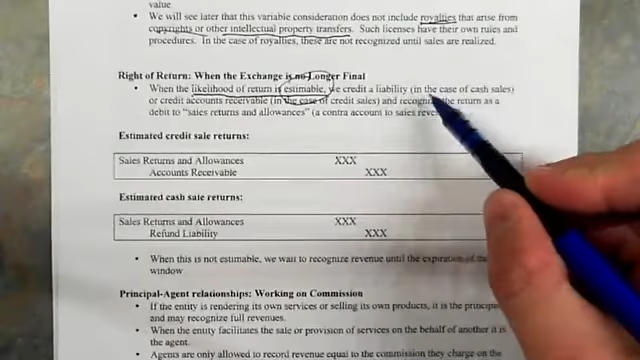 value
• We will see later that this variable consideration does not include royalties that arise from
copyrights or other intellectual property transfers. Such licenses have their own rules and
procedures. In the case of royalties, these are not recognized until sales are realized.
Right of Return: When the Exchange is no Longer Final
• When the likelihood of return is estimable, we credit a liability (in the case of cash sales)
or credit accounts receivable (in the case of credit sales) and recognize the return as a
debit to "sales returns and allowances" (a contra account to sales
Estimated credit sale returns:
Sales Returns and Allowances XXX
Accounts Receivable XXX
Estimated cash sale returns:
Sales Returns and Allowances XXX
Refund Liability XXX
• When this is not estimable, we wait to recognize revenue until the expiration of the
window
Principal-Agent relationships: Working on Commission
• If the entity is rendering its own services or selling its own products, it is the
and may recognize full revenues.
• When the entity facilitates the sale or provision of services on the behalf of another it is
the agent.
• Agents are only allowed to record revenue equal to the commission they charge on the